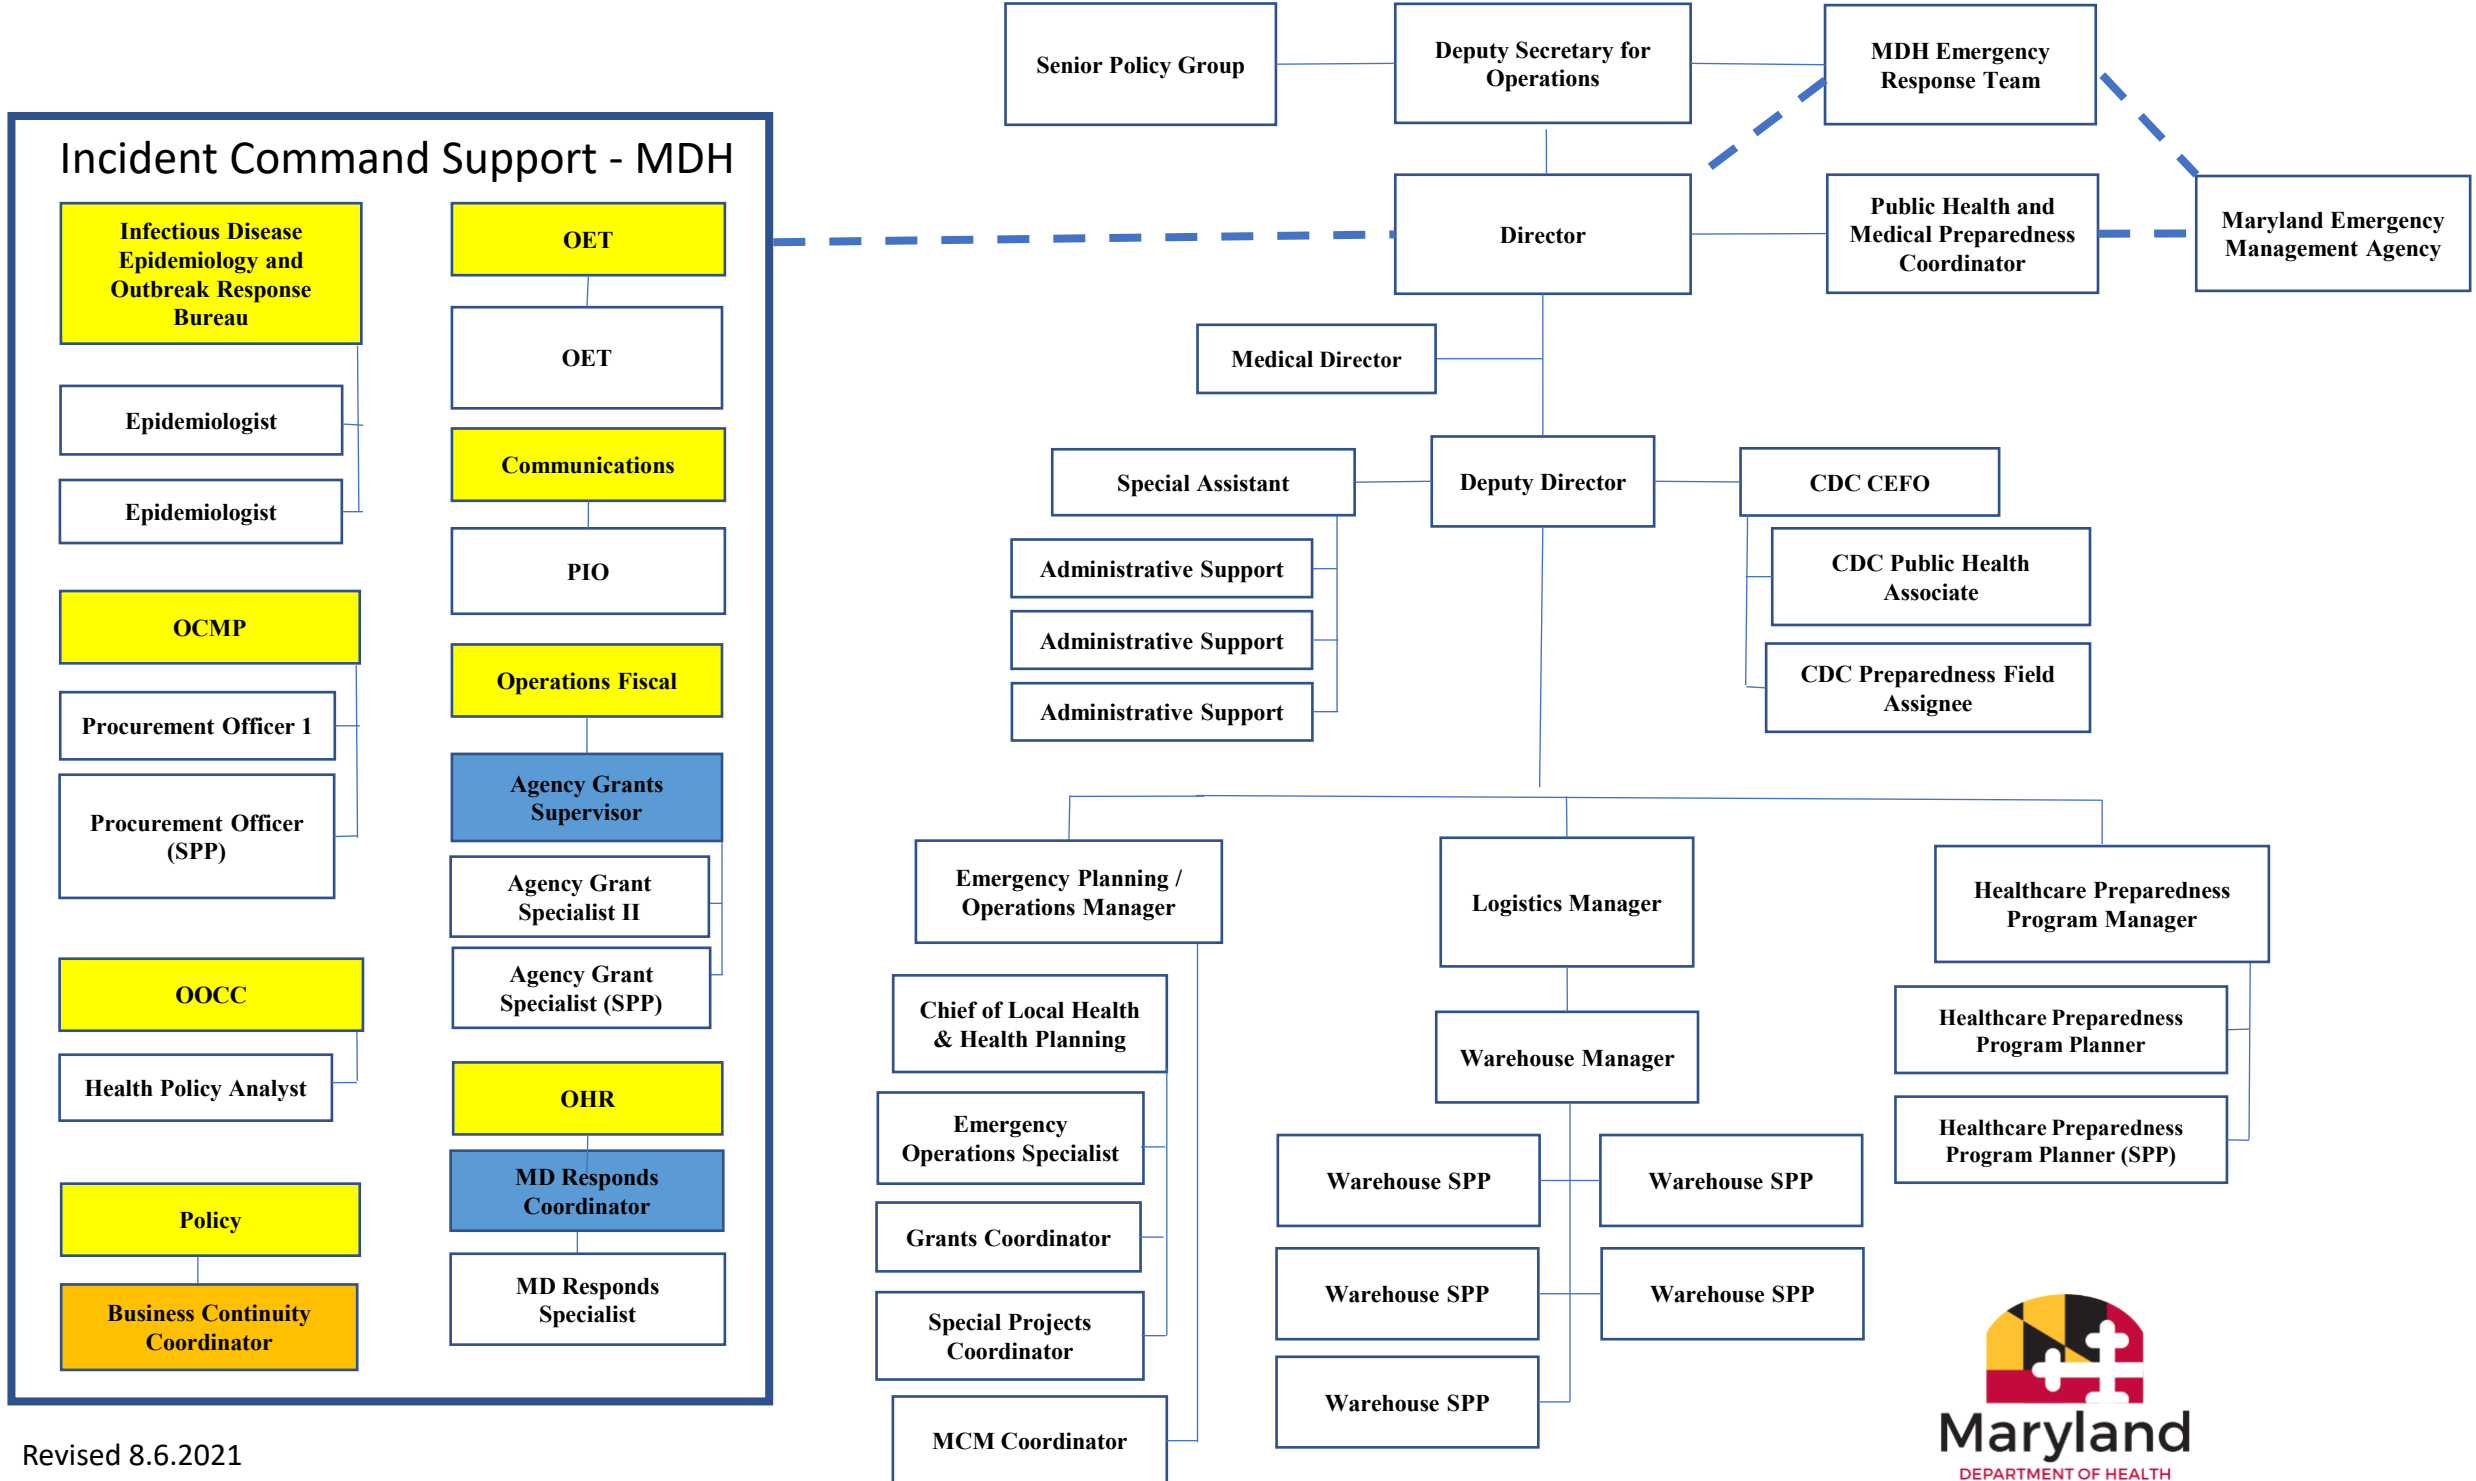 Senior Policy Group
Deputy Secretary for
Operations
MDH Emergency
Response Team
Incident Command Support - MDH
Infectious Disease
Epidemiology and
Outbreak Response
Bureau
Epidemiologist
Epidemiologist
OCMP
Procurement Officer 1
Procurement Officer
(SPP)
OOCC
Health Policy Analyst
Policy
Business Continuity
Coordinator
OET
OET
Communications
PIO
Operations Fiscal
Agency Grants
Supervisor
Agency Grant
Specialist II
Agency Grant
Specialist (SPP)
OHR
MD Responds
Coordinator
MD Responds
Specialist
Director
Public Health and
Medical Preparedness
Coordinator
Maryland Emergency
Management Agency
Medical Director
Special Assistant
Deputy Director
CDC CEFO
Administrative Support
Administrative Support
Administrative Support
CDC Public Health
Associate
CDC Preparedness Field
Assignee
Emergency Planning /
Operations Manager
Chief of Local Health
& Health Planning
Emergency
Operations Specialist
Grants Coordinator
Special Projects
Coordinator
MCM Coordinator
Logistics Manager
Warehouse Manager
Warehouse SPP
Warehouse SPP
Warehouse SPP
Warehouse SPP
Warehouse SPP
Healthcare Preparedness
Program Manager
Healthcare Preparedness
Program Planner
Healthcare Preparedness
Program Planner (SPP)
Revised 8.6.2021
Maryland
DEPARTMENT OF HEALTH